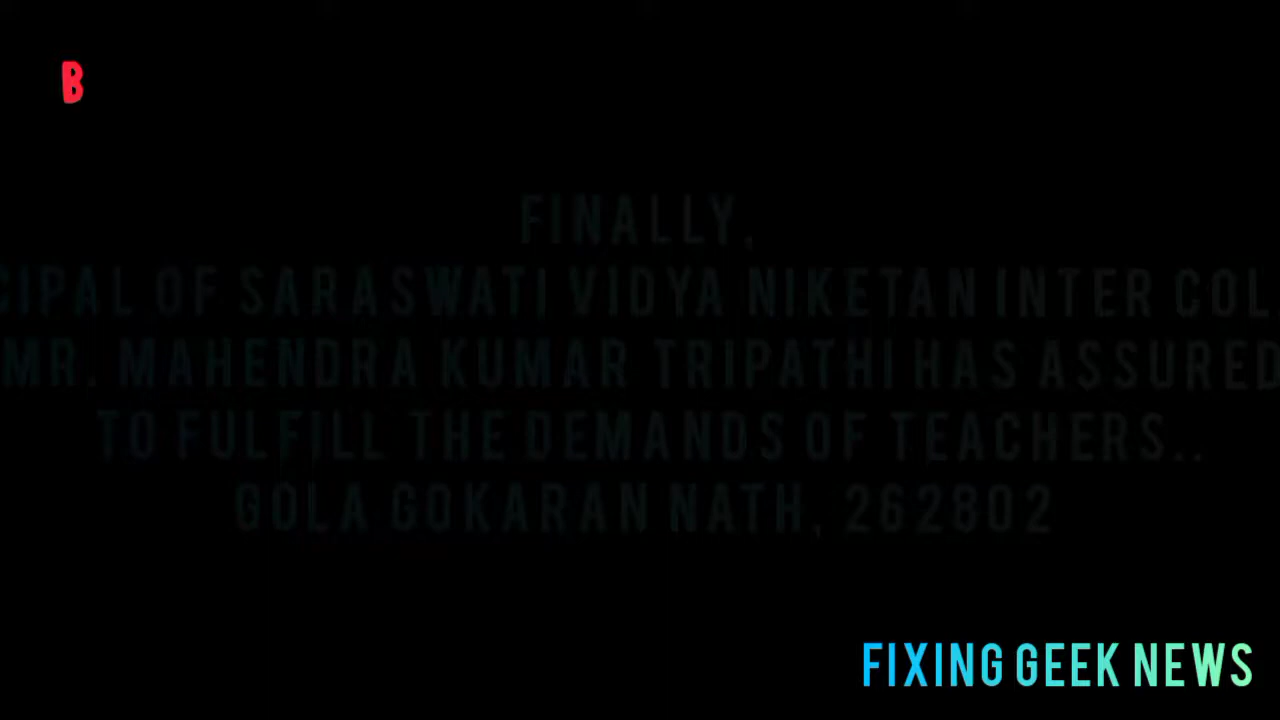 B
FINALLY,
CIPAL OF SARASWATI VIDYA NIKETAN INTER COL
MR. MAHENDRA KUMAR TRIPATHI HAS ASSURED
TO FULFILL THE DEMANDS OF TEACHERS..
GOLA GOKARAN NATH, 262802
FIXING GEEK NEWS